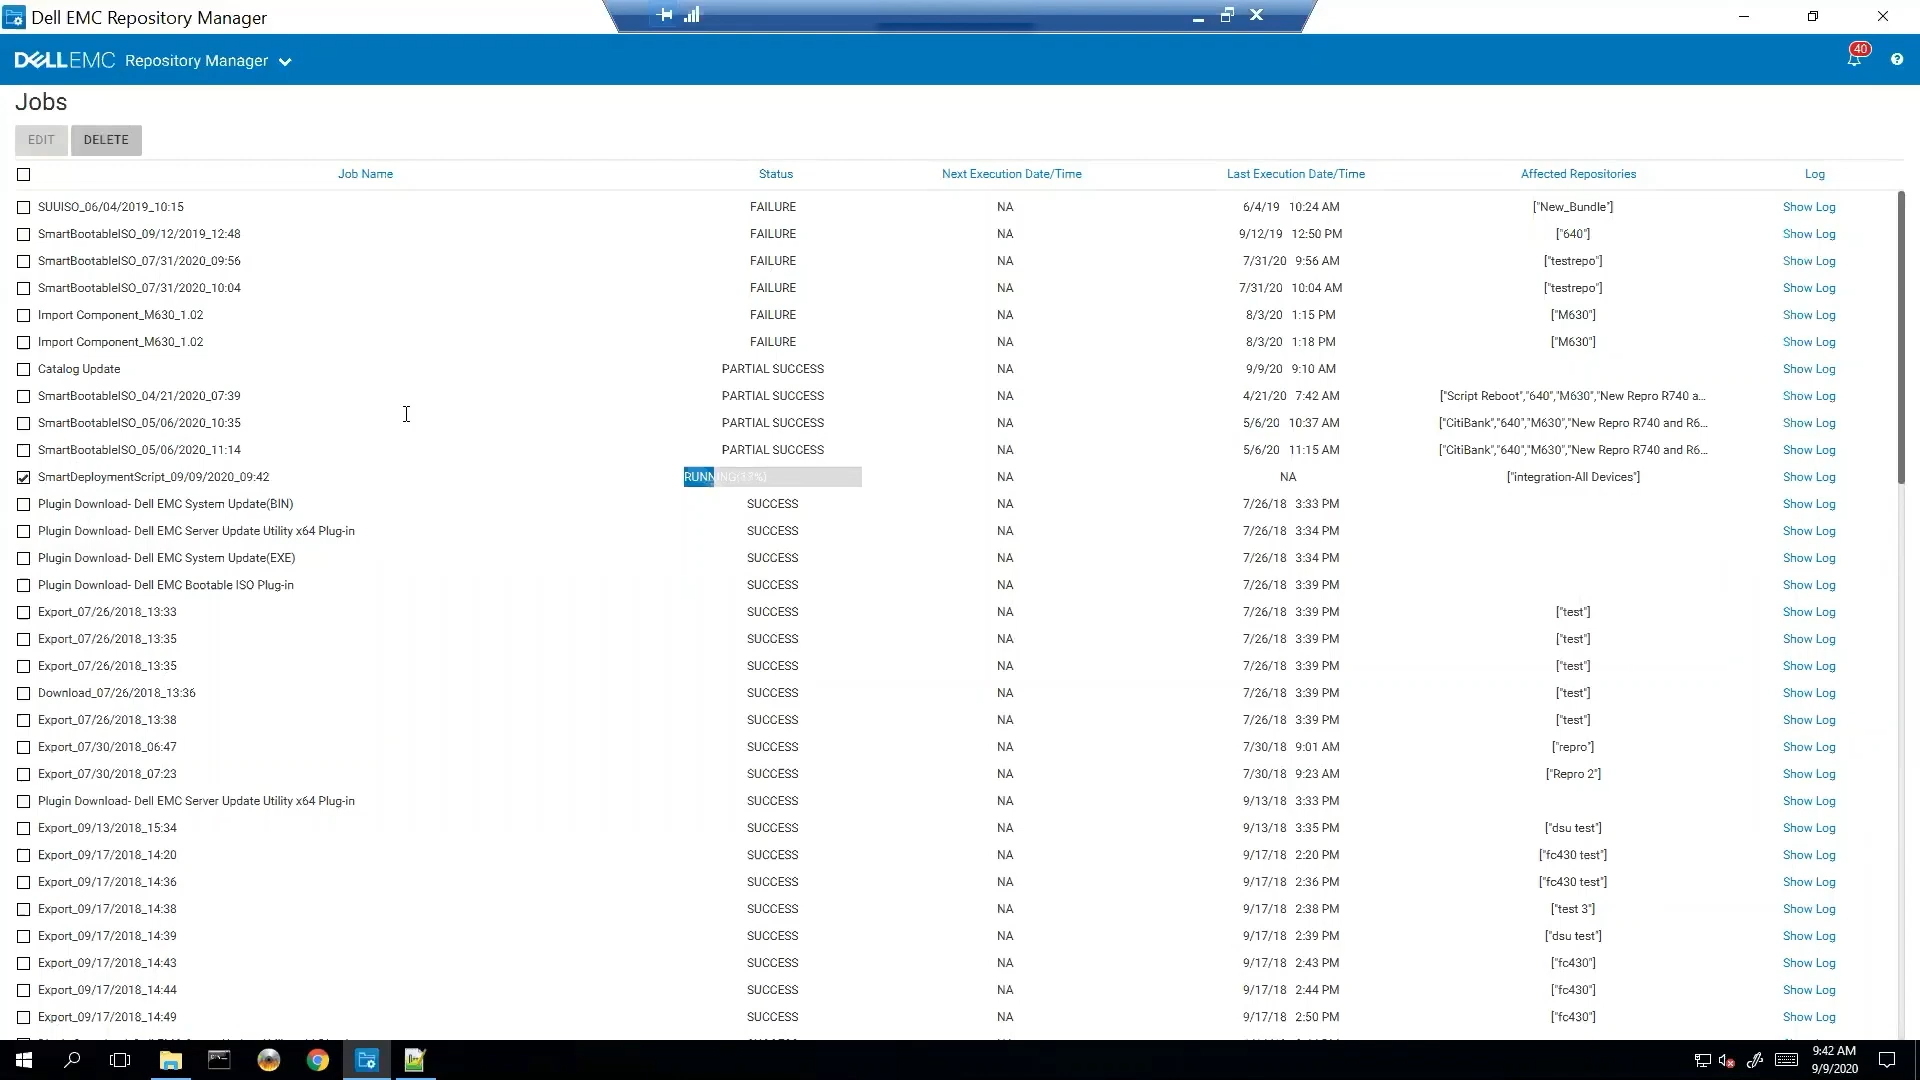 Dell EMC Repository Manager
DELLEMC Repository Manager
40
Jobs
EDIT DELETE
Job Name Status Next Execution Date/Time Last Execution Date/Time Affected Repositories Log
SUUISO_06/04/2019_10:15 FAILURE NA 6/4/19 10:24 AM ["New_Bundle"] Show Log
SmartBootableISO_09/12/2019_12:48 FAILURE NA 9/12/19 12:50 PM ["640"] Show Log
SmartBootableISO_07/31/2020_09:56 FAILURE NA 7/31/20 9:56 AM ["testrepo"] Show Log
SmartBootableISO_07/31/2020_10:04 FAILURE NA 7/31/20 10:04 AM ["testrepo"] Show Log
Import Component_M630_1.02 FAILURE NA 8/3/20 1:15 PM ["M630"] Show Log
Import Component_M630_1.02 FAILURE NA 8/3/20 1:18 PM ["M630"] Show Log
Catalog Update PARTIAL SUCCESS NA 9/9/20 9:10 AM Show Log
SmartBootableISO_04/21/2020_07:39 PARTIAL SUCCESS NA 4/21/20 7:42 AM ["Script Reboot","640","M630","New Repro R740 a... Show Log
SmartBootableISO_05/06/2020_10:35 PARTIAL SUCCESS NA 5/6/20 10:37 AM ["CitiBank","640","M630","New Repro R740 and R6... Show Log
SmartBootableISO_05/06/2020_11:14 PARTIAL SUCCESS NA 5/6/20 11:15 AM ["CitiBank","640","M630","New Repro R740 and R6... Show Log
SmartDeploymentScript_09/09/2020_09:42 RUNNING NA NA ["integration-All Devices"] Show Log
Plugin Download- Dell EMC System Update(BIN) SUCCESS NA 7/26/18 3:33 PM Show Log
Plugin Download- Dell EMC Server Update Utility x64 Plug-in SUCCESS NA 7/26/18 3:34 PM Show Log
Plugin Download- Dell EMC System Update(EXE) SUCCESS NA 7/26/18 3:34 PM Show Log
Plugin Download- Dell EMC Bootable ISO Plug-in SUCCESS NA 7/26/18 3:39 PM Show Log
Export_07/26/2018_13:33 SUCCESS NA 7/26/18 3:39 PM ["test"] Show Log
Export_07/26/2018_13:35 SUCCESS NA 7/26/18 3:39 PM ["test"] Show Log
Export_07/26/2018_13:35 SUCCESS NA 7/26/18 3:39 PM ["test"] Show Log
Download_07/26/2018_13:36 SUCCESS NA 7/26/18 3:39 PM ["test"] Show Log
Export_07/26/2018_13:38 SUCCESS NA 7/26/18 3:39 PM ["test"] Show Log
Export_07/30/2018_06:47 SUCCESS NA 7/30/18 9:01 AM ["repro"] Show Log
Export_07/30/2018_07:23 SUCCESS NA 7/30/18 9:23 AM ["Repro 2"] Show Log
Plugin Download- Dell EMC Server Update Utility x64 Plug-in SUCCESS NA 9/13/18 3:33 PM Show Log
Export_09/13/2018_15:34 SUCCESS NA 9/13/18 3:35 PM ["dsu test"] Show Log
Export_09/17/2018_14:20 SUCCESS NA 9/17/18 2:20 PM ["fc430 test"] Show Log
Export_09/17/2018_14:36 SUCCESS NA 9/17/18 2:36 PM ["fc430 test"] Show Log
Export_09/17/2018_14:38 SUCCESS NA 9/17/18 2:38 PM ["test 3"] Show Log
Export_09/17/2018_14:39 SUCCESS NA 9/17/18 2:39 PM ["dsu test"] Show Log
Export_09/17/2018_14:43 SUCCESS NA 9/17/18 2:43 PM ["fc430"] Show Log
Export_09/17/2018_14:44 SUCCESS NA 9/17/18 2:44 PM ["fc430"] Show Log
Export_09/17/2018_14:49 SUCCESS NA 9/17/18 2:50 PM ["fc430"] Show Log
9:42 AM
9/9/2020